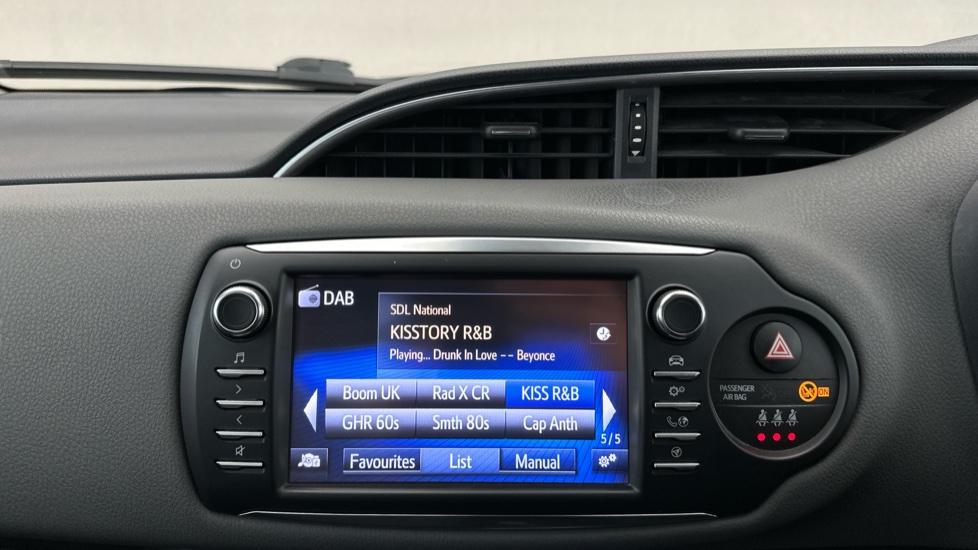 DAB
SDL National
KISSTORY R&B
Playing... Drunk In Love -- Beyonce
Boom UK Rad X CR KISS R&B
GHR 60s Smth 80s Cap Anth
5/5
Favourites List Manual
PASSENGER
AIR BAG
ON